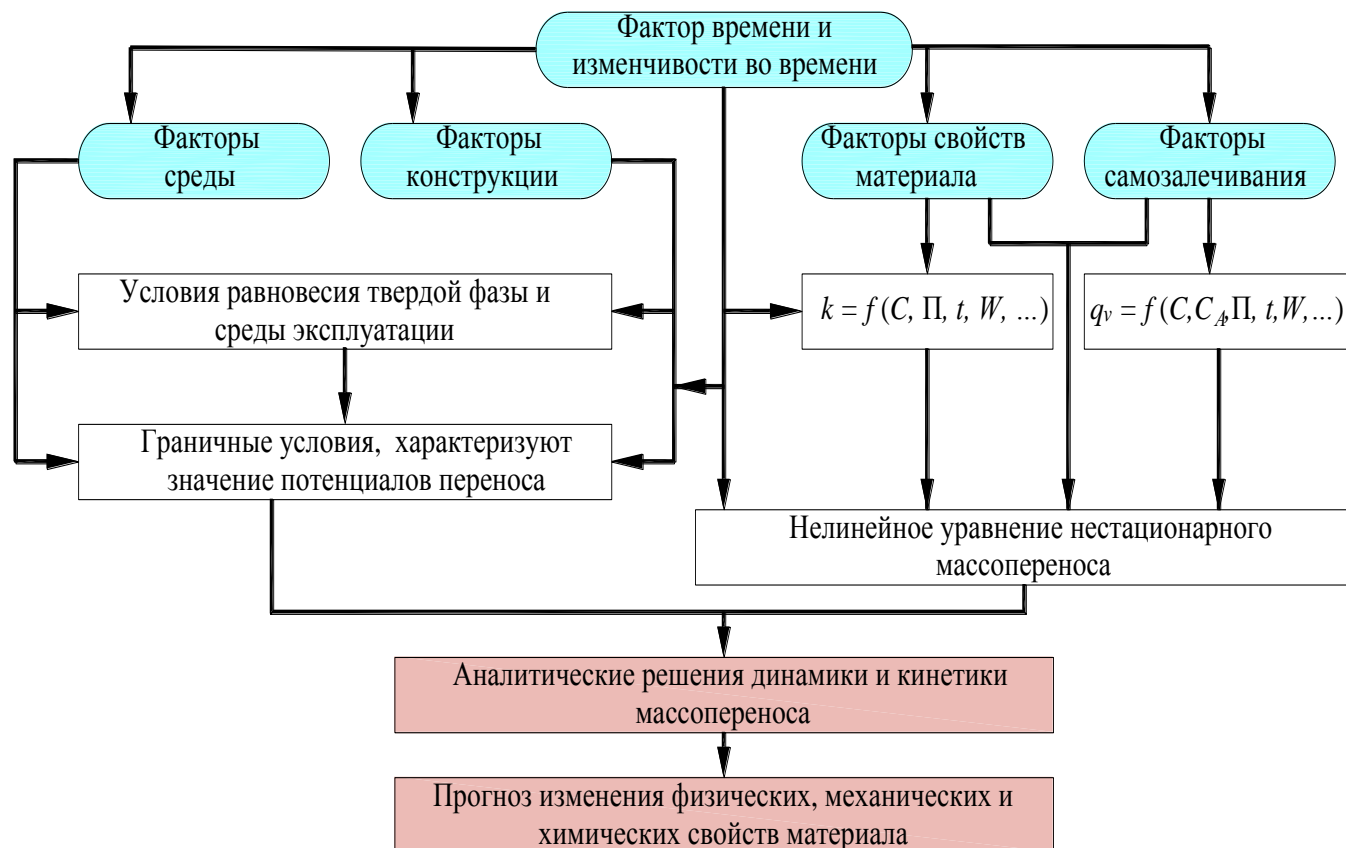 Фактор времени и
изменчивости во времени
Факторы
среды
Факторы
конструкции
Факторы свойств
материала
Факторы
самозалечивания
Условия равновесия твердой фазы и
среды эксплуатации
k = f (C, П, t, W, ...)
qv = f (C,CA,П, t,W,...)
Граничные условия, характеризуют
значение потенциалов переноса
Нелинейное уравнение нестационарного
массопереноса
Аналитические решения динамики и кинетики
массопереноса
Прогноз изменения физических, механических и
химических свойств материала